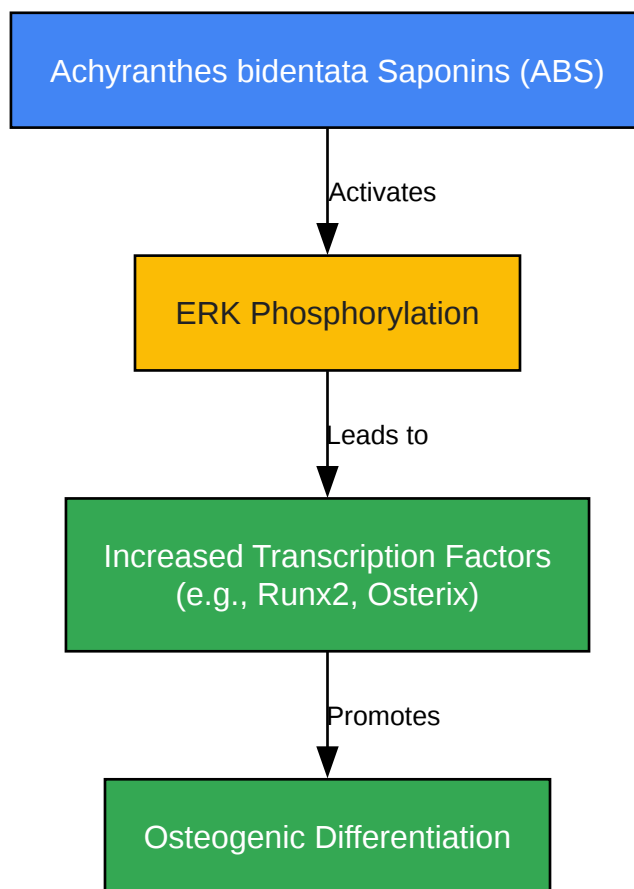 Achyranthes bidentata Saponins (ABS)
Activates
ERK Phosphorylation
Leads to
Increased Transcription Factors
(e.g., Runx2, Osterix)
Promotes
Osteogenic Differentiation